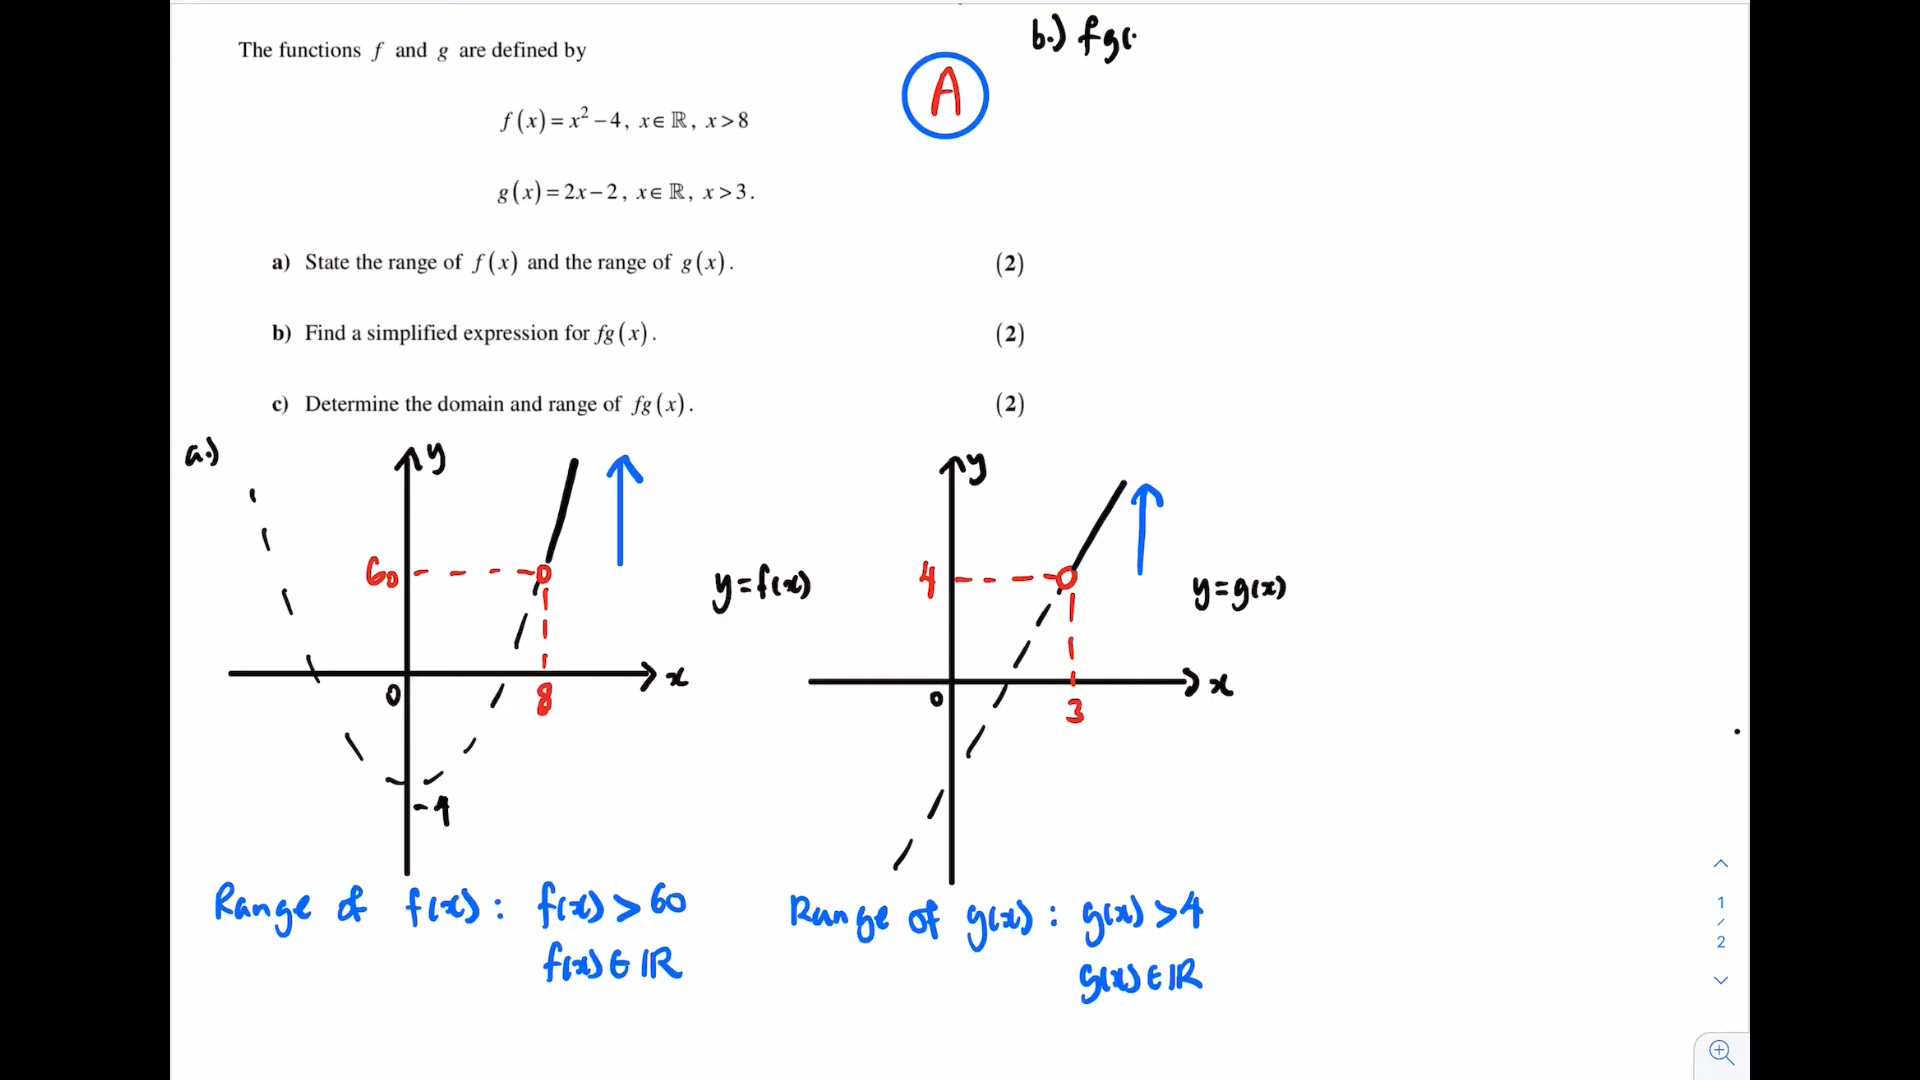 The functions f and g are defined by
b.) fg(
A
f(x) = x² − 4, x ∈ ℝ, x > 8
g(x) = 2x − 2, x ∈ ℝ, x > 3.
a) State the range of f(x) and the range of g(x). (2)
b) Find a simplified expression for fg(x). (2)
c) Determine the domain and range of fg(x). (2)
a.)
y
60
0
8
x
-4
y = f(x)
y
4
0
3
x
y = g(x)
Range of f(x) : f(x) > 60
f(x) ∈ ℝ
Range of g(x) : g(x) > 4
g(x) ∈ ℝ
1
/
2